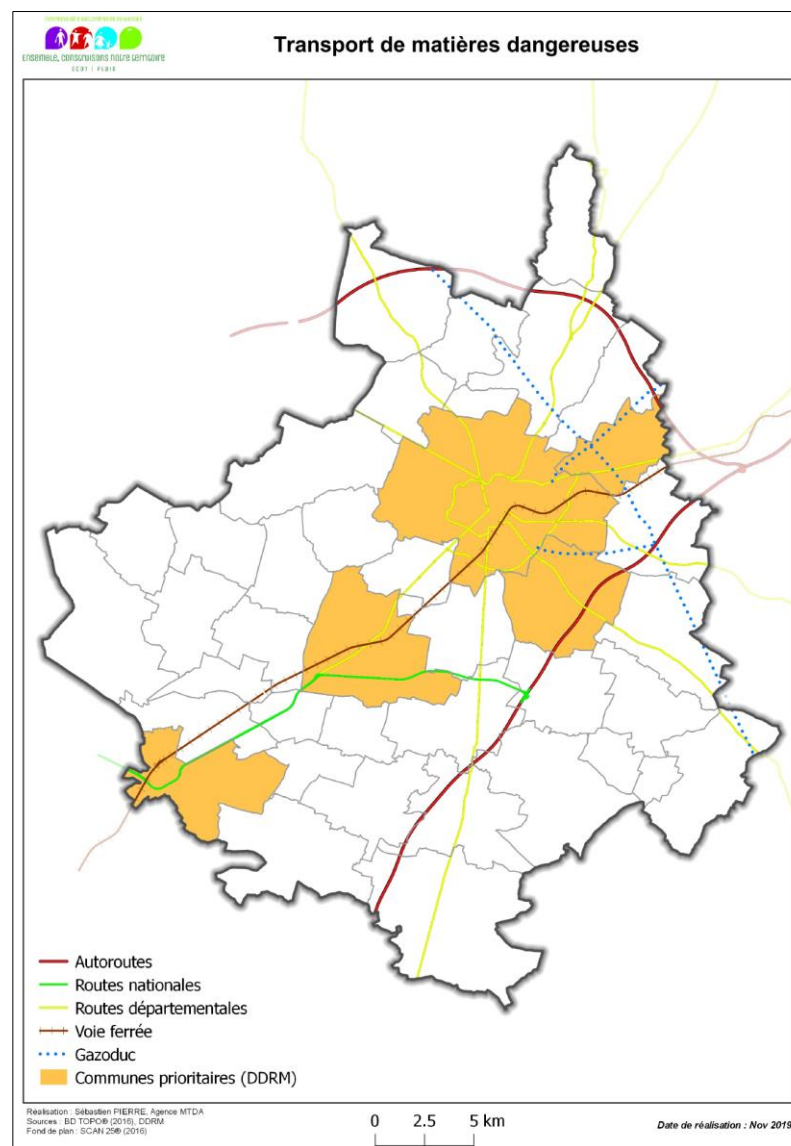 Transport de matières dangereuses
Ensemble, construisons notre territoire
SCOT | PLUIH
Autoroutes
Routes nationales
Routes départementales
Voie ferrée
Gazoduc
Communes prioritaires (DDRM)
Réalisation : Sébastien PIERRE, Agence MTDA
Sources : BD TOPO® (2016), DDRM
Fond de plan : SCAN 25® (2016)
0 2.5 5 km
Date de réalisation : Nov 2019